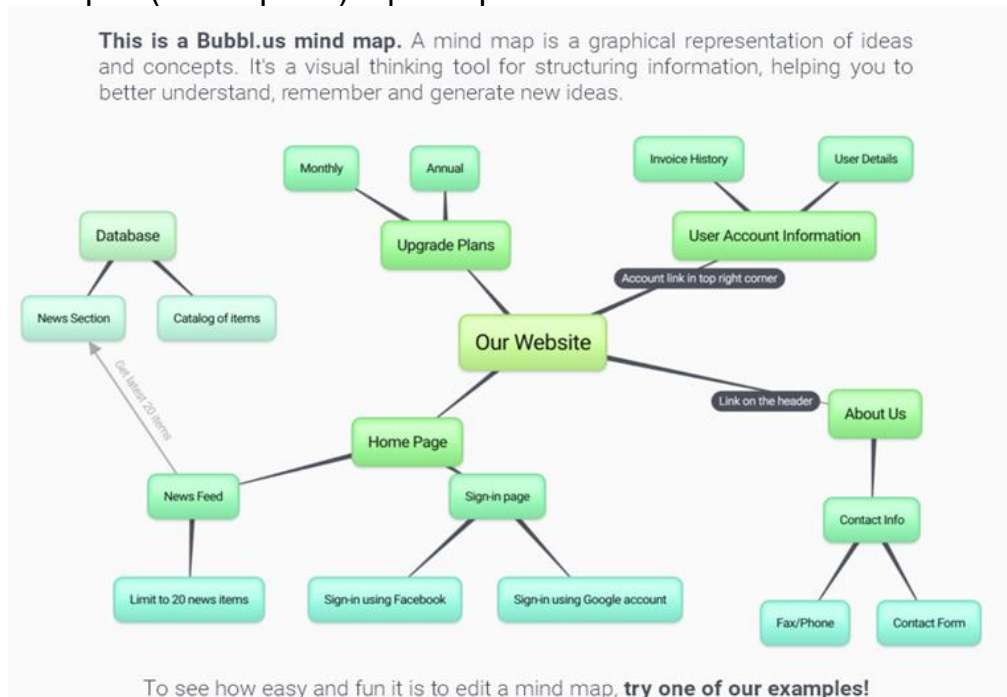 This is a Bubbl.us mind map. A mind map is a graphical representation of ideas
and concepts. It's a visual thinking tool for structuring information, helping you to
better understand, remember and generate new ideas.
Monthly
Annual
Invoice History
User Details
Database
Upgrade Plans
User Account Information
Account link in top right corner
News Section
Catalog of items
Our Website
Get latest 20 items
Link on the header
About Us
Home Page
News Feed
Sign-in page
Contact Info
Limit to 20 news items
Sign-in using Facebook
Sign-in using Google account
Fax/Phone
Contact Form
To see how easy and fun it is to edit a mind map, try one of our examples!